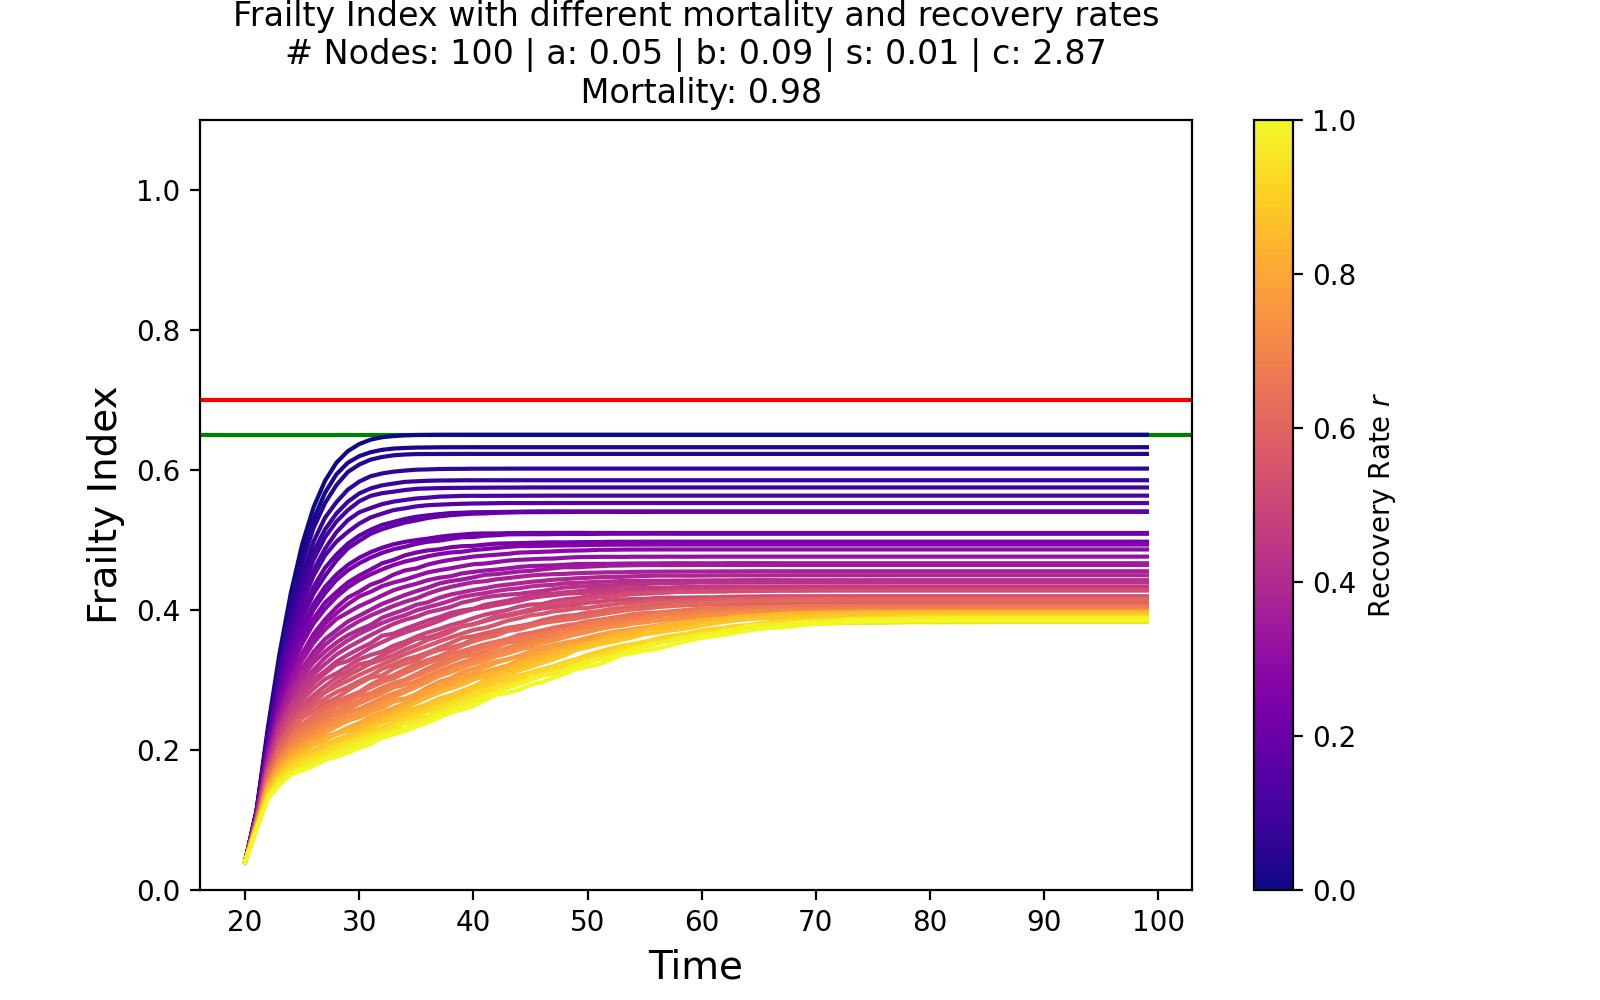 Frailty Index with different mortality and recovery rates
# Nodes: 100 | a: 0.05 | b: 0.09 | s: 0.01 | c: 2.87
Mortality: 0.98
1.0
0.8
0.6
0.4
0.2
0.0
Frailty Index
20 30 40 50 60 70 80 90 100
Time
1.0
0.8
0.6
0.4
0.2
0.0
Recovery Rate r